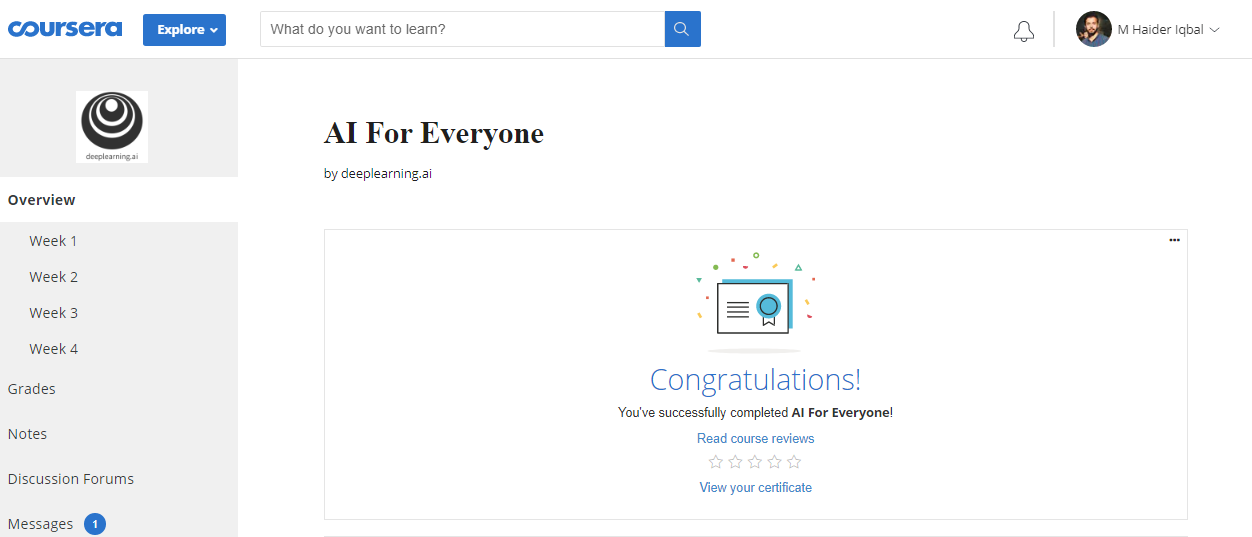 coursera
Explore
What do you want to learn?
M Haider Iqbal
deeplearning.ai
Overview
Week 1
Week 2
Week 3
Week 4
Grades
Notes
Discussion Forums
Messages 1
AI For Everyone
by deeplearning.ai
Congratulations!
You've successfully completed AI For Everyone!
Read course reviews
View your certificate